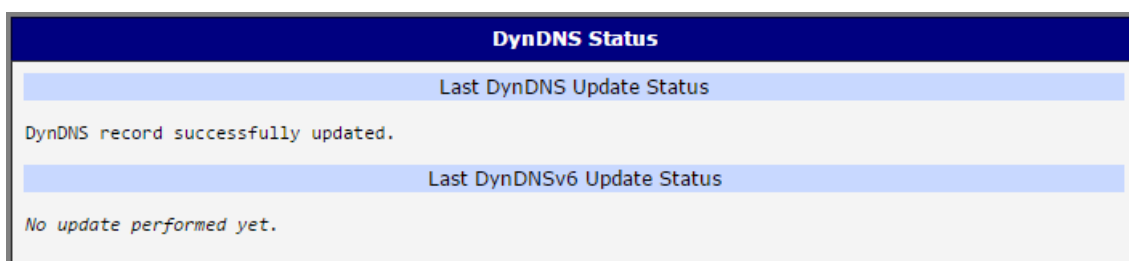 DynDNS Status
Last DynDNS Update Status
DynDNS record successfully updated.
Last DynDNSv6 Update Status
No update performed yet.